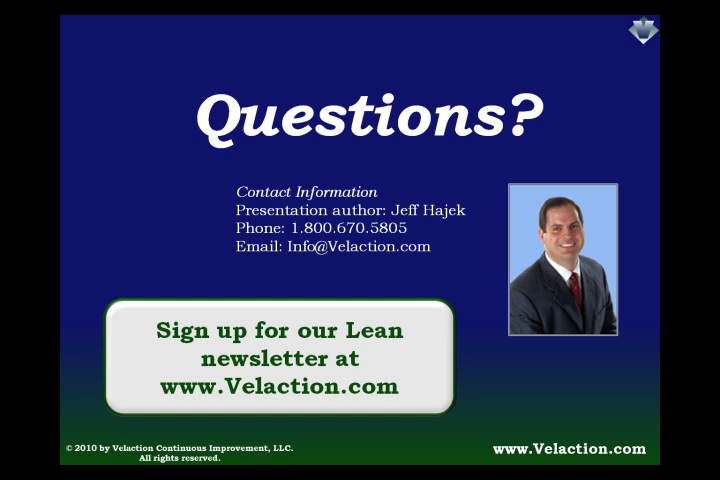 Questions?
Contact Information
Presentation author: Jeff Hajek
Phone: 1.800.670.5805
Email: Info@Velaction.com
Sign up for our Lean
newsletter at
www.Velaction.com
© 2010 by Velaction Continuous Improvement, LLC.
All rights reserved.
www.Velaction.com